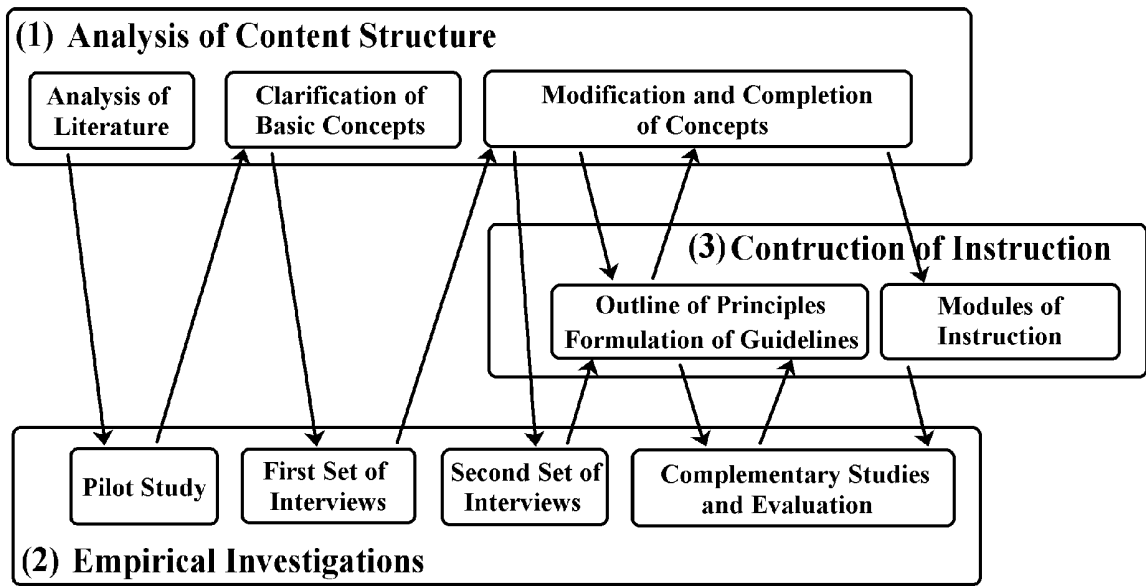 (1) Analysis of Content Structure
Analysis of
Literature
Clarification of
Basic Concepts
Modification and Completion
of Concepts
(3) Contruction of Instruction
Outline of Principles
Formulation of Guidelines
Modules of
Instruction
Pilot Study
First Set of
Interviews
Second Set of
Interviews
Complementary Studies
and Evaluation
(2) Empirical Investigations